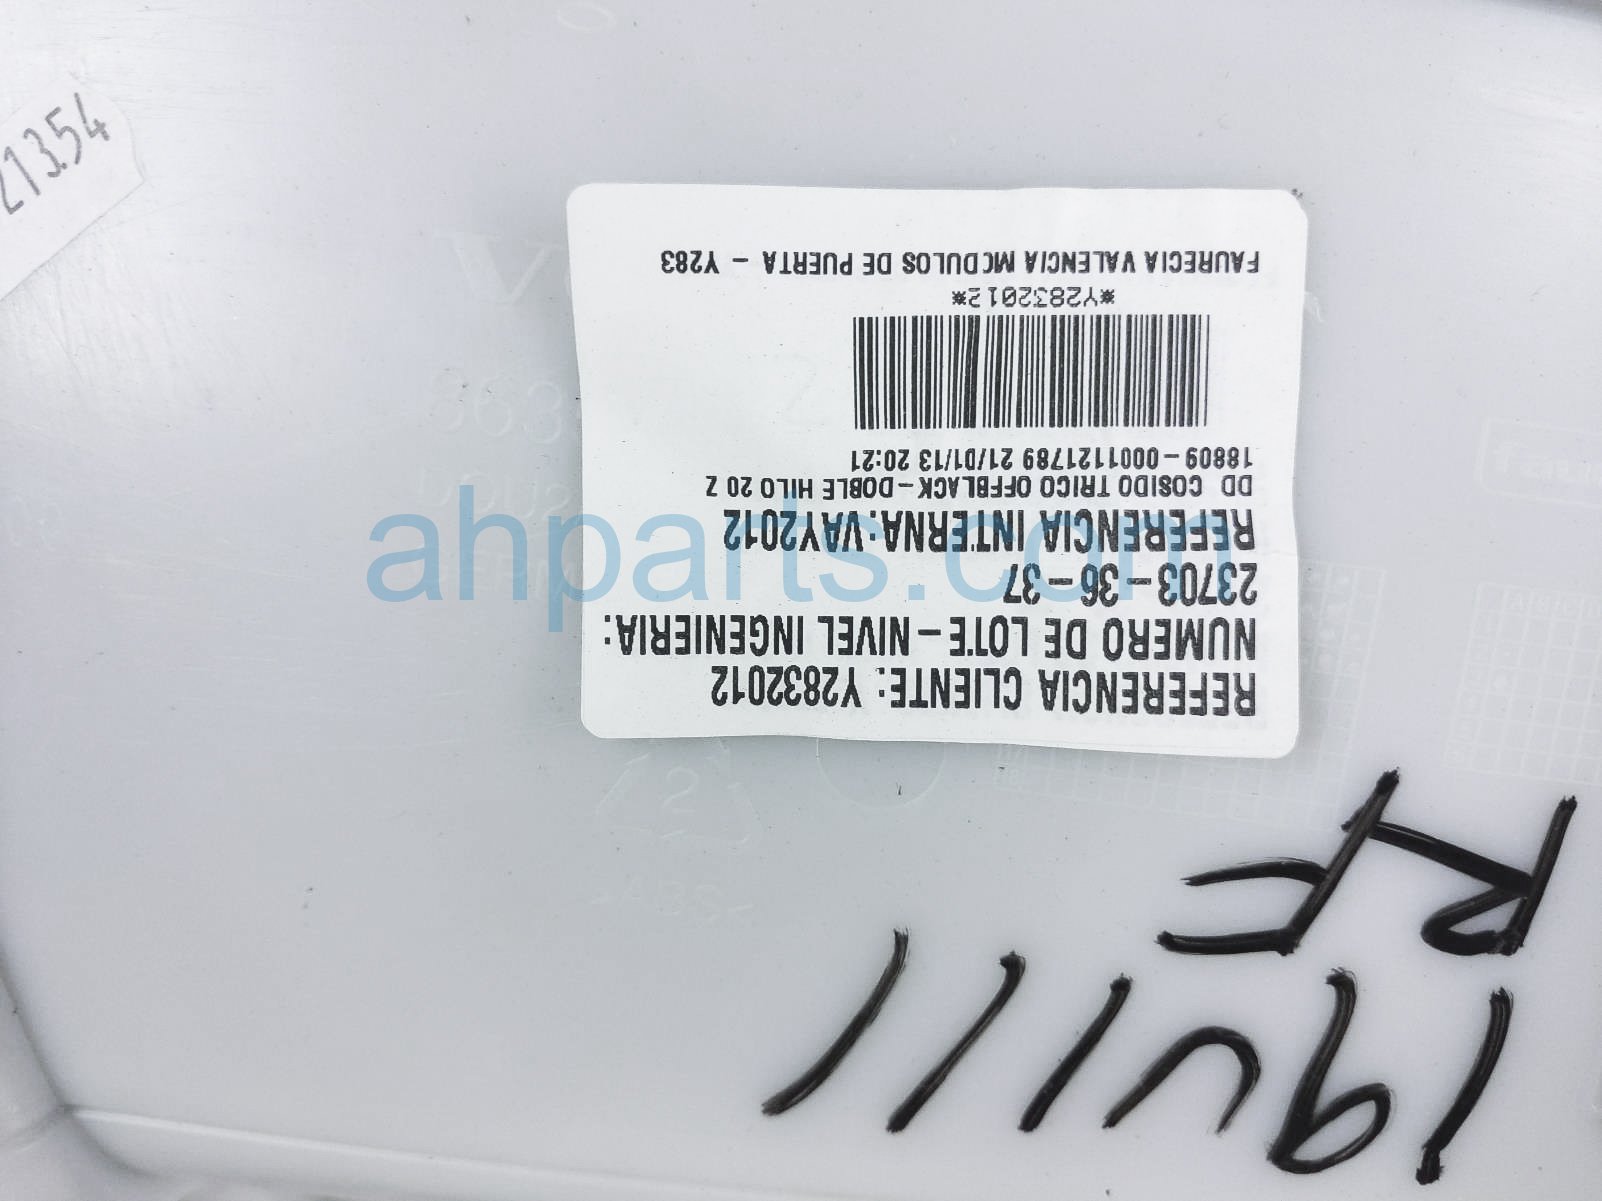 REFERENCIA CLIENTE: Y2832012
NUMERO DE LOTE-NIVEL INGENIERIA:
23703-36-37
REFERENCIA INTERNA:VAY2012
DD COSIDO TRICO OFFBLACK-DOBLE HILO 20 Z
18809-0001121789 21/01/13 20:21
*Y2832012*
FAURECIA VALENCIA MODULOS DE PUERTA - Y283
ahparts.com
21354
RF
19U111